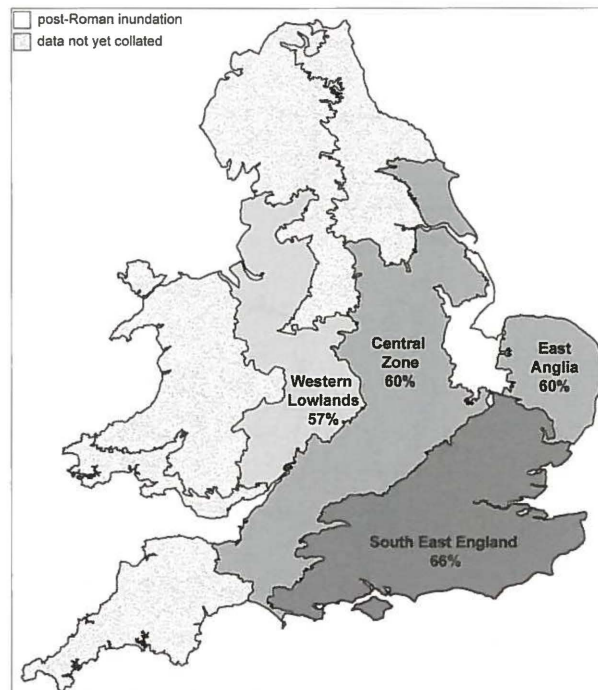 post-Roman inundation
data not yet collated
Central
Zone
60%
East
Anglia
60%
Western
Lowlands
57%
South East England
66%